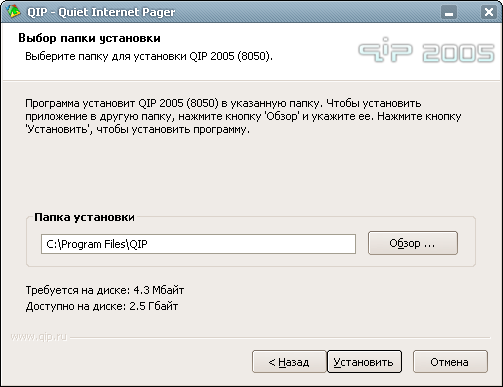 QIP - Quiet Internet Pager
Выбор папки установки
Выберите папку для установки QIP 2005 (8050).
qip 2005
Программа установит QIP 2005 (8050) в указанную папку. Чтобы установить
приложение в другую папку, нажмите кнопку 'Обзор' и укажите ее. Нажмите кнопку
'Установить', чтобы установить программу.
Папка установки
C:\Program Files\QIP
Обзор ...
Требуется на диске: 4.3 Мбайт
Доступно на диске: 2.5 Гбайт
www.qip.ru
< Назад
Установить
Отмена